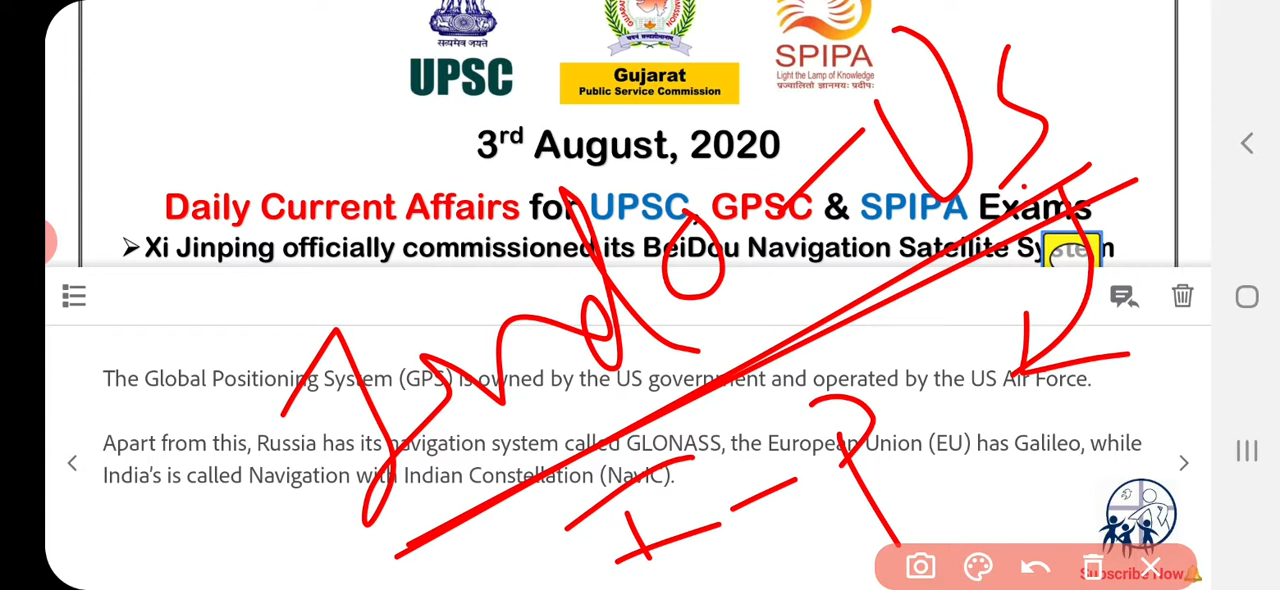 सत्यमेव जयते
UPSC
Gujarat
Public Service Commission
SPIPA
Light the Lamp of Knowledge
प्रज्वालितो ज्ञानमयः प्रदीपः
3rd August, 2020
Daily Current Affairs for UPSC, GPSC & SPIPA Exams
➢ Xi Jinping officially commissioned its BeiDou Navigation Satellite System
Indo - US
The Global Positioning System (GPS) is owned by the US government and operated by the US Air Force.
Apart from this, Russia has its navigation system called GLONASS, the European Union (EU) has Galileo, while
India's is called Navigation with Indian Constellation (NavIC).
I - P
Subscribe Now